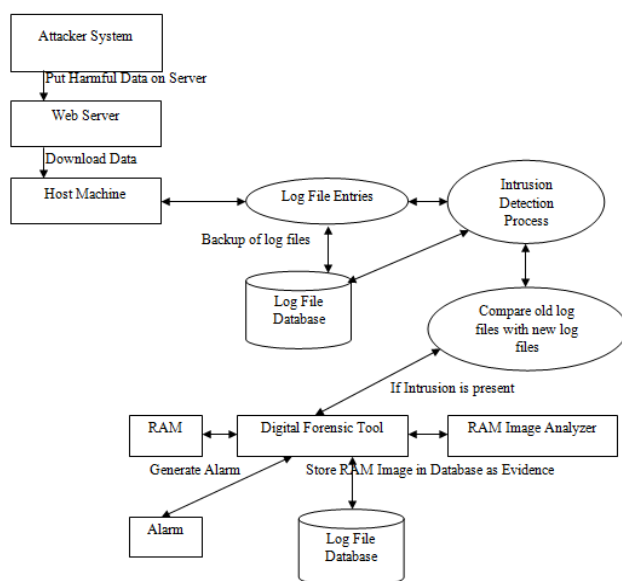 Attacker System
Put Harmful Data on Server
Web Server
Download Data
Host Machine
Log File Entries
Intrusion
Detection
Process
Backup of log files
Log File
Database
Compare old log
files with new log
files
If Intrusion is present
RAM
Digital Forensic Tool
RAM Image Analyzer
Generate Alarm
Store RAM Image in Database as Evidence
Alarm
Log File
Database